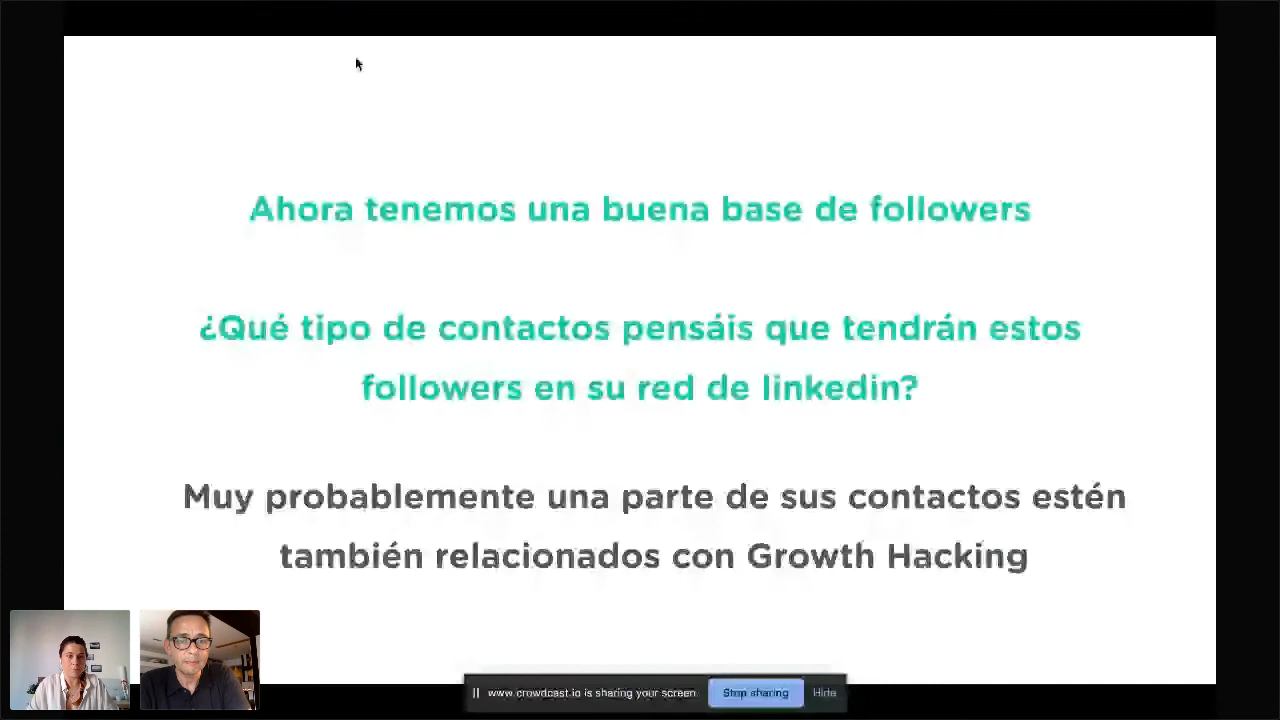 Ahora tenemos una buena base de followers
¿Qué tipo de contactos pensáis que tendrán estos
followers en su red de linkedin?
Muy probablemente una parte de sus contactos estén
también relacionados con Growth Hacking
www.crowdcast.io is sharing your screen
Stop sharing
Hide